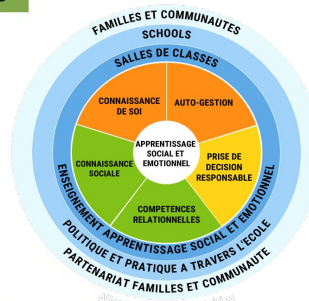 FAMILLES ET COMMUNAUTES
SCHOOLS
SALLES DE CLASSES
CONNAISSANCE
DE SOI
AUTO-GESTION
APPRENTISSAGE
SOCIAL ET
EMOTIONNEL
CONNAISSANCE
SOCIALE
PRISE DE
DECISION
RESPONSABLE
COMPETENCES
RELATIONNELLES
ENSEIGNEMENT APPRENTISSAGE SOCIAL ET EMOTIONNEL
POLITIQUE ET PRATIQUE A TRAVERS L'ECOLE
PARTENARIAT FAMILLES ET COMMUNAUTE